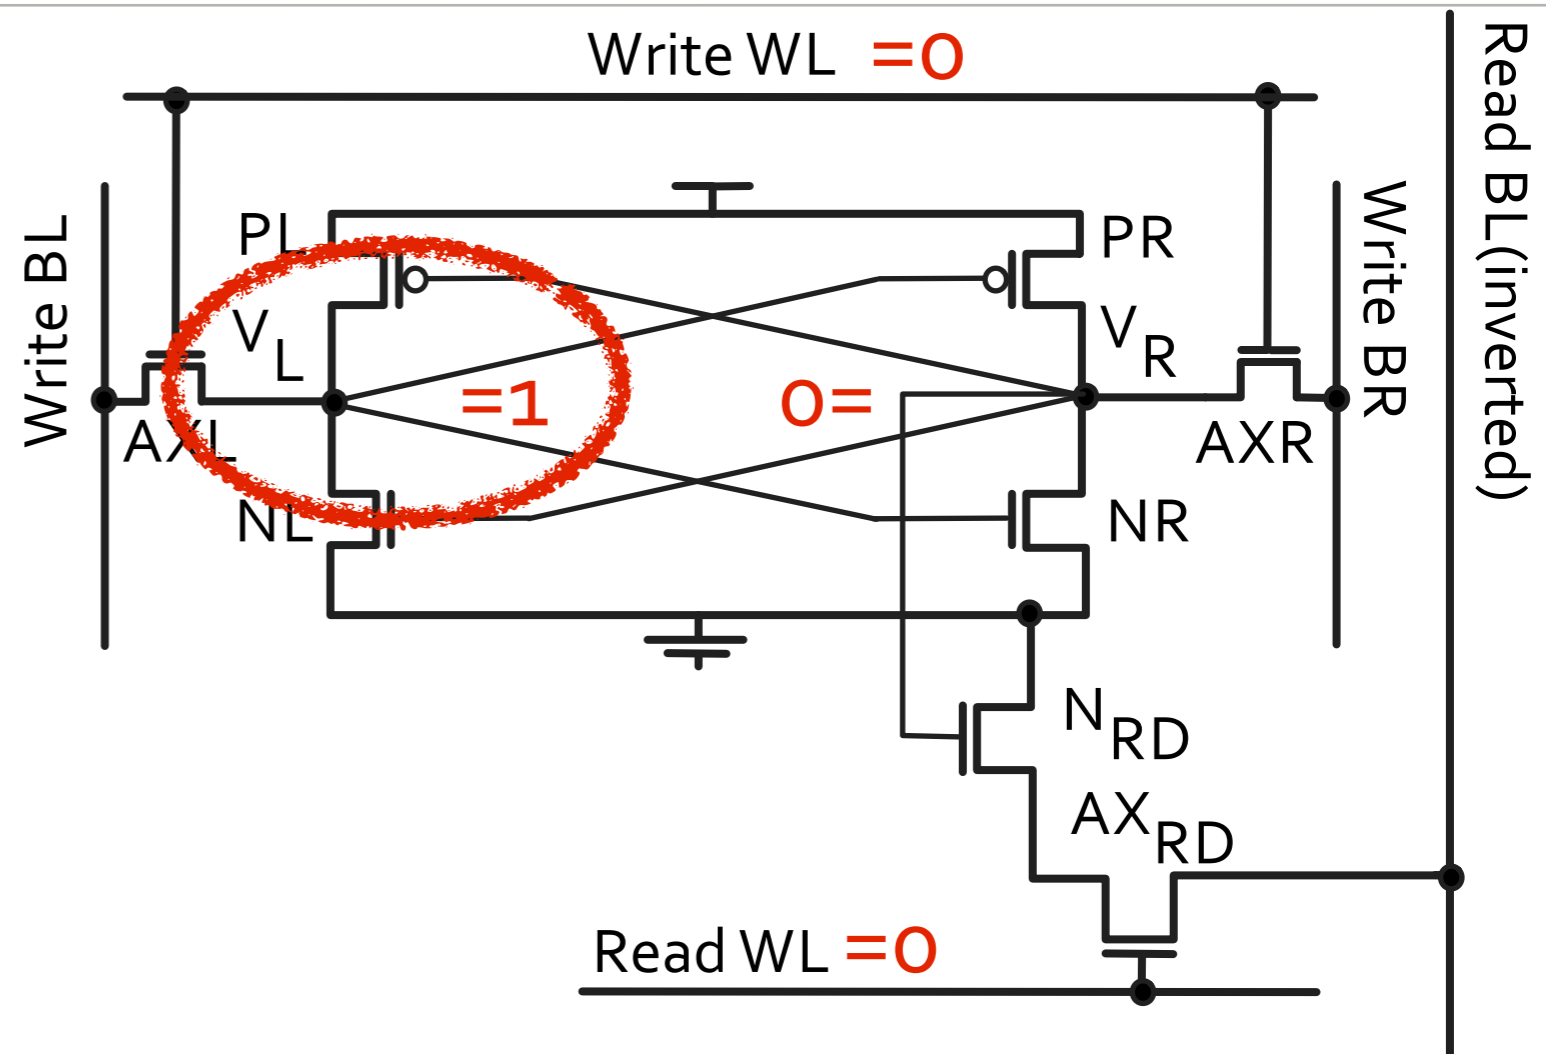 Write WL =0
Read BL(inverted)
Write BL
Write BR
PL
PR
VL
VR
=1
0=
AXL
AXR
NL
NR
NRD
AXRD
Read WL =0